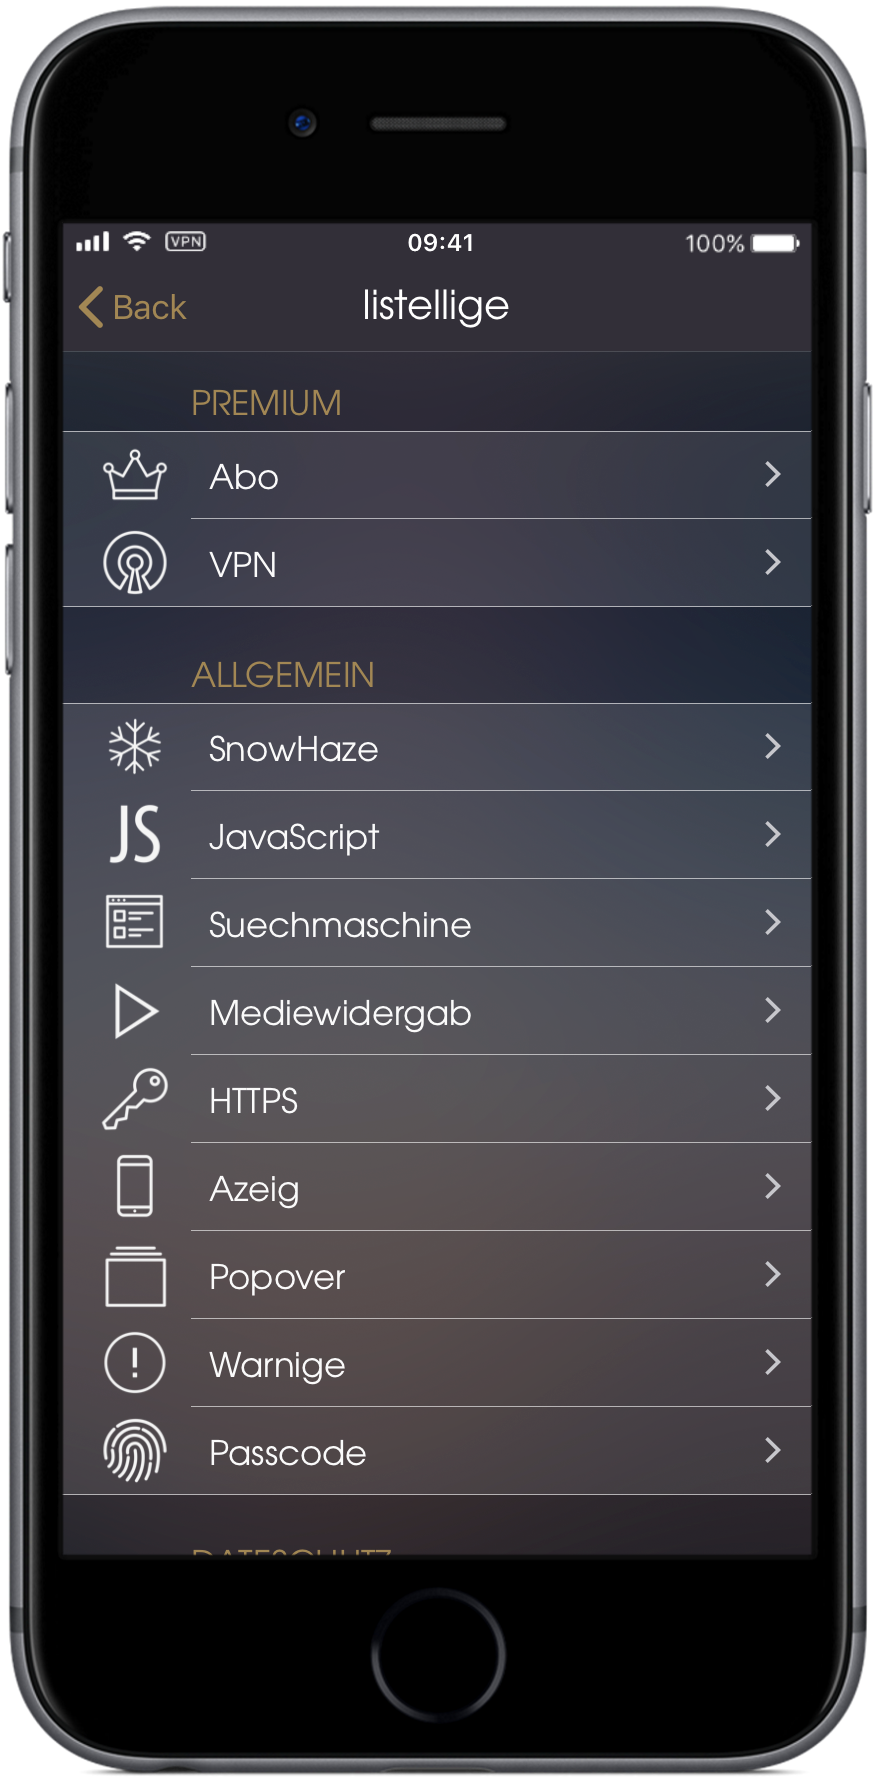 VPN 09:41 100%
Back listellige
PREMIUM
Abo
VPN
ALLGEMEIN
SnowHaze
JS JavaScript
Suechmaschine
Mediewidergab
HTTPS
Azeig
Popover
Warnige
Passcode
DATESCHUTZ